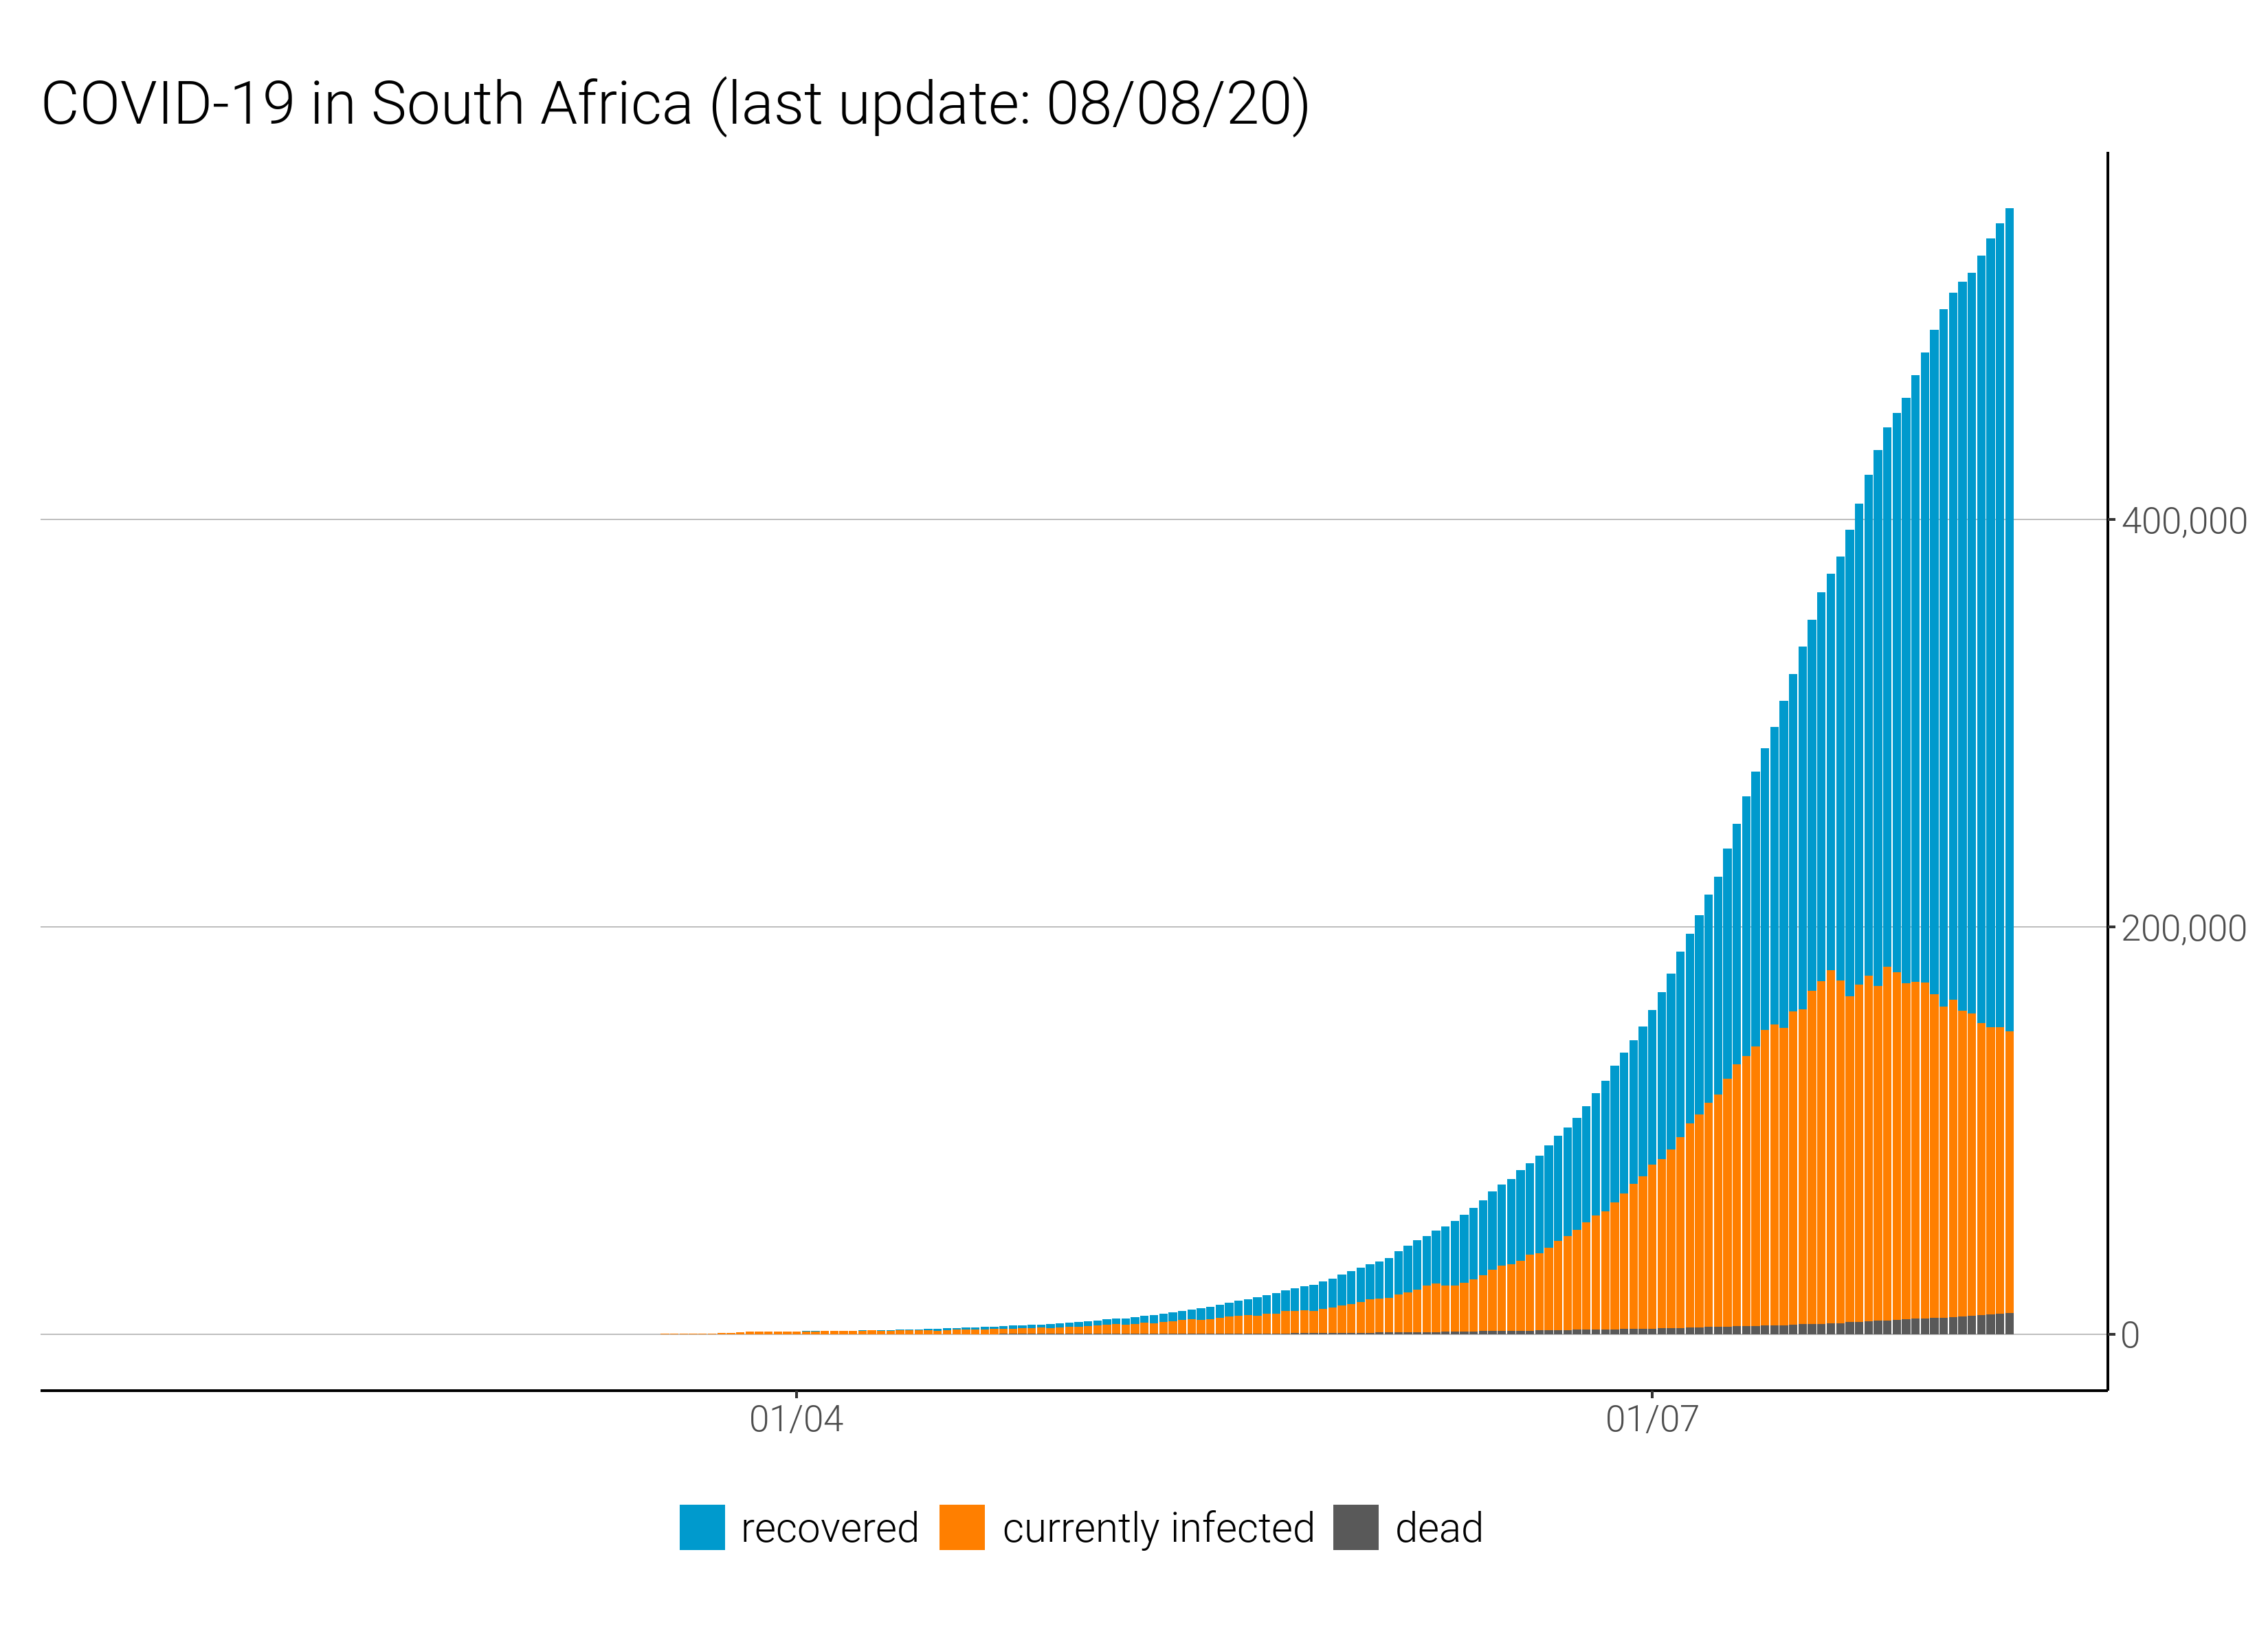 COVID-19 in South Africa (last update: 08/08/20)
400,000
200,000
0
01/04 01/07
recovered currently infected dead